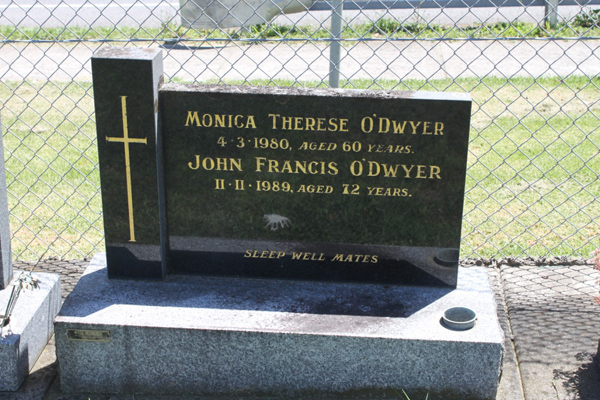 MONICA THERESE O'DWYER
4·3·1980, AGED 60 YEARS.
JOHN FRANCIS O'DWYER
11·11·1989, AGED 72 YEARS.
SLEEP WELL MATES